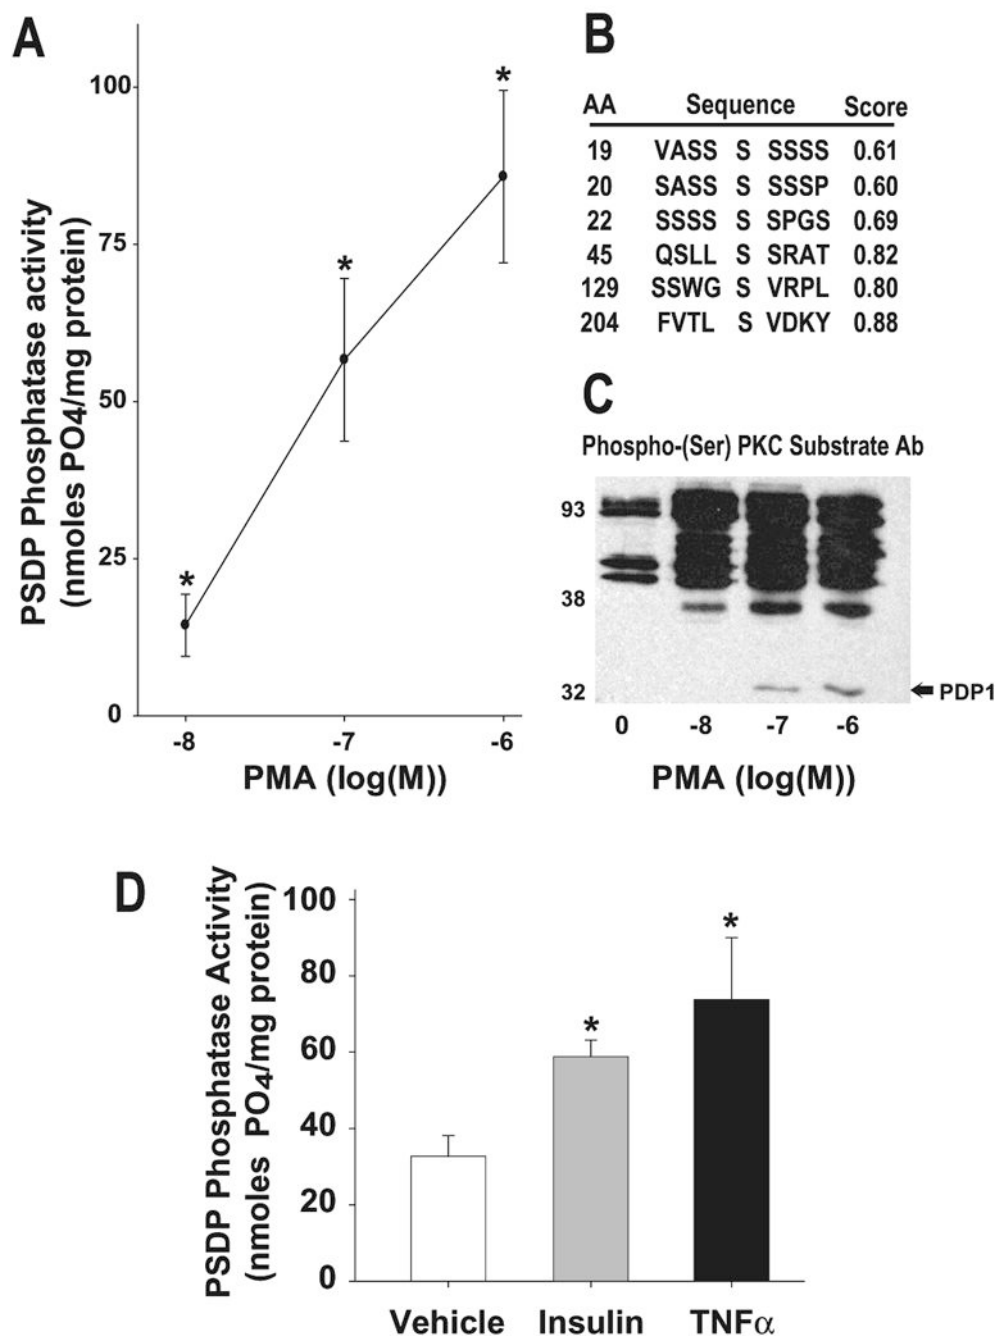 A
PSDP Phosphatase activity
(nmoles PO4/mg protein)
100
75
50
25
0
*
*
*
-8 -7 -6
PMA (log(M))
B
AA Sequence Score
19 VASS S SSSS 0.61
20 SASS S SSSP 0.60
22 SSSS S SPGS 0.69
45 QSLL S SRAT 0.82
129 SSWG S VRPL 0.80
204 FVTL S VDKY 0.88
C
Phospho-(Ser) PKC Substrate Ab
93
38
32
PDP1
0 -8 -7 -6
PMA (log(M))
D
PSDP Phosphatase Activity
(nmoles PO4/mg protein)
100
80
60
40
20
0
*
*
Vehicle Insulin TNFα